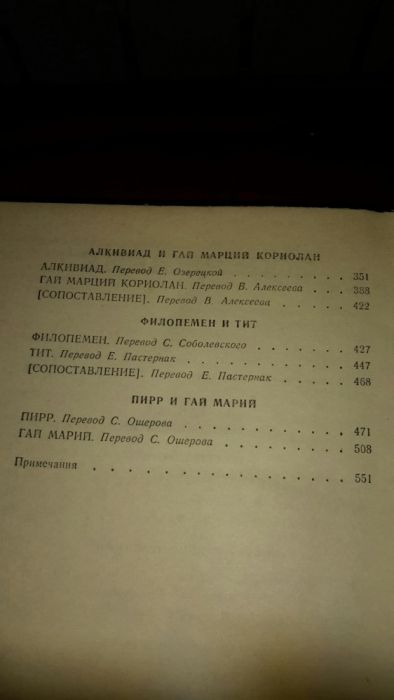 АЛКИВИАД И ГАЙ МАРЦИЙ КОРИОЛАН
АЛКИВИАД. Перевод Е. Озерецкой . . . . . . . . 351
ГАЙ МАРЦИЙ КОРИОЛАН. Перевод В. Алексеева . . . 388
[СОПОСТАВЛЕНИЕ]. Перевод В. Алексеева . . . . . 422
ФИЛОПЕМЕН И ТИТ
ФИЛОПЕМЕН. Перевод С. Соболевского . . . . . . 427
ТИТ. Перевод Е. Пастернак . . . . . . . . . . 447
[СОПОСТАВЛЕНИЕ]. Перевод Е. Пастернак . . . . . 468
ПИРР И ГАЙ МАРИЙ
ПИРР. Перевод С. Ошерова . . . . . . . . . . 471
ГАЙ МАРИЙ. Перевод С. Ошерова . . . . . . . . 508
Примечания . . . . . . . . . . . . . 551